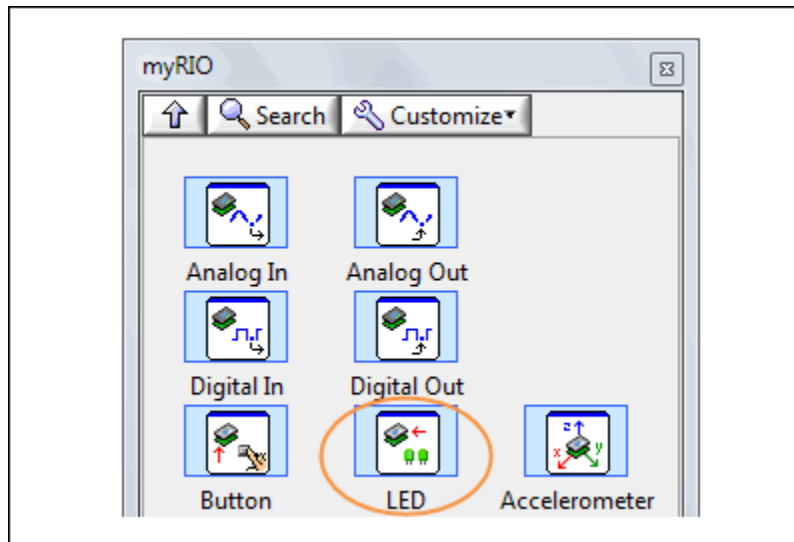 myRIO
Search Customize
Analog In Analog Out
Digital In Digital Out
Button LED Accelerometer